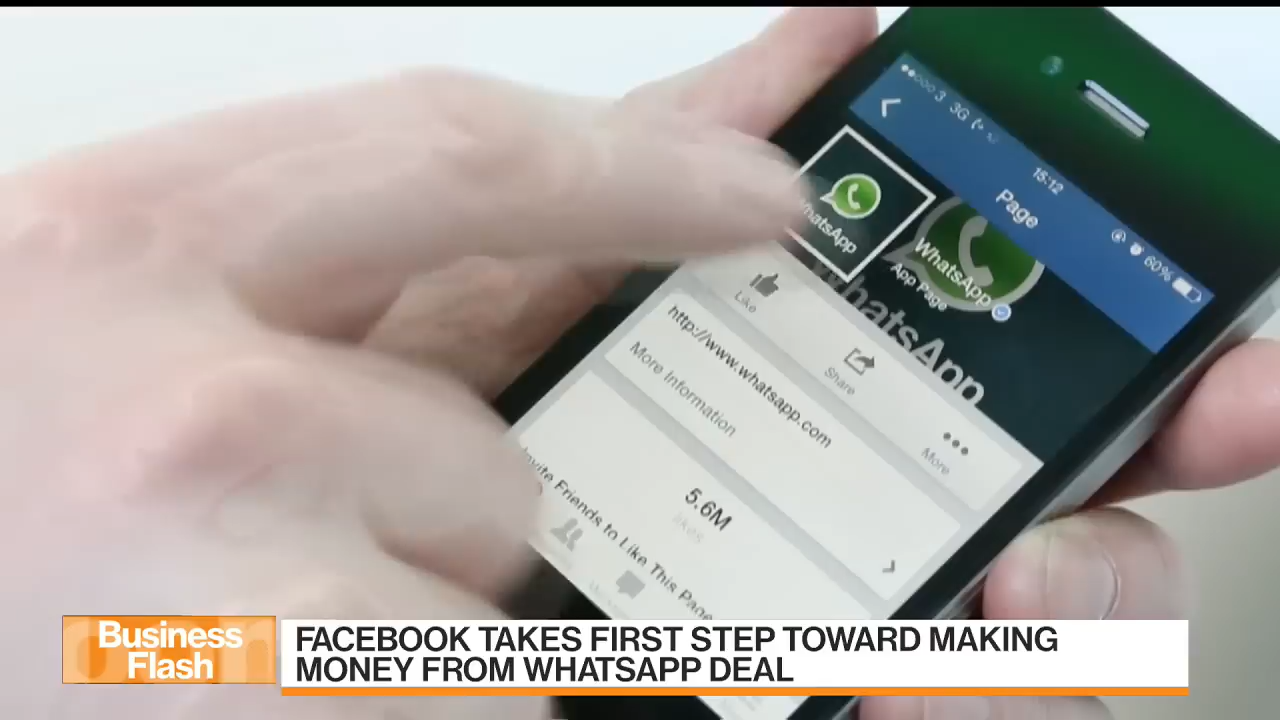 3 3G
15:12
60%
Page
WhatsApp
WhatsApp
App Page
WhatsApp
Like
Share
More
http://www.whatsapp.com
More Information
5.6M
likes
Invite Friends to Like This Page
Business
Flash
FACEBOOK TAKES FIRST STEP TOWARD MAKING
MONEY FROM WHATSAPP DEAL